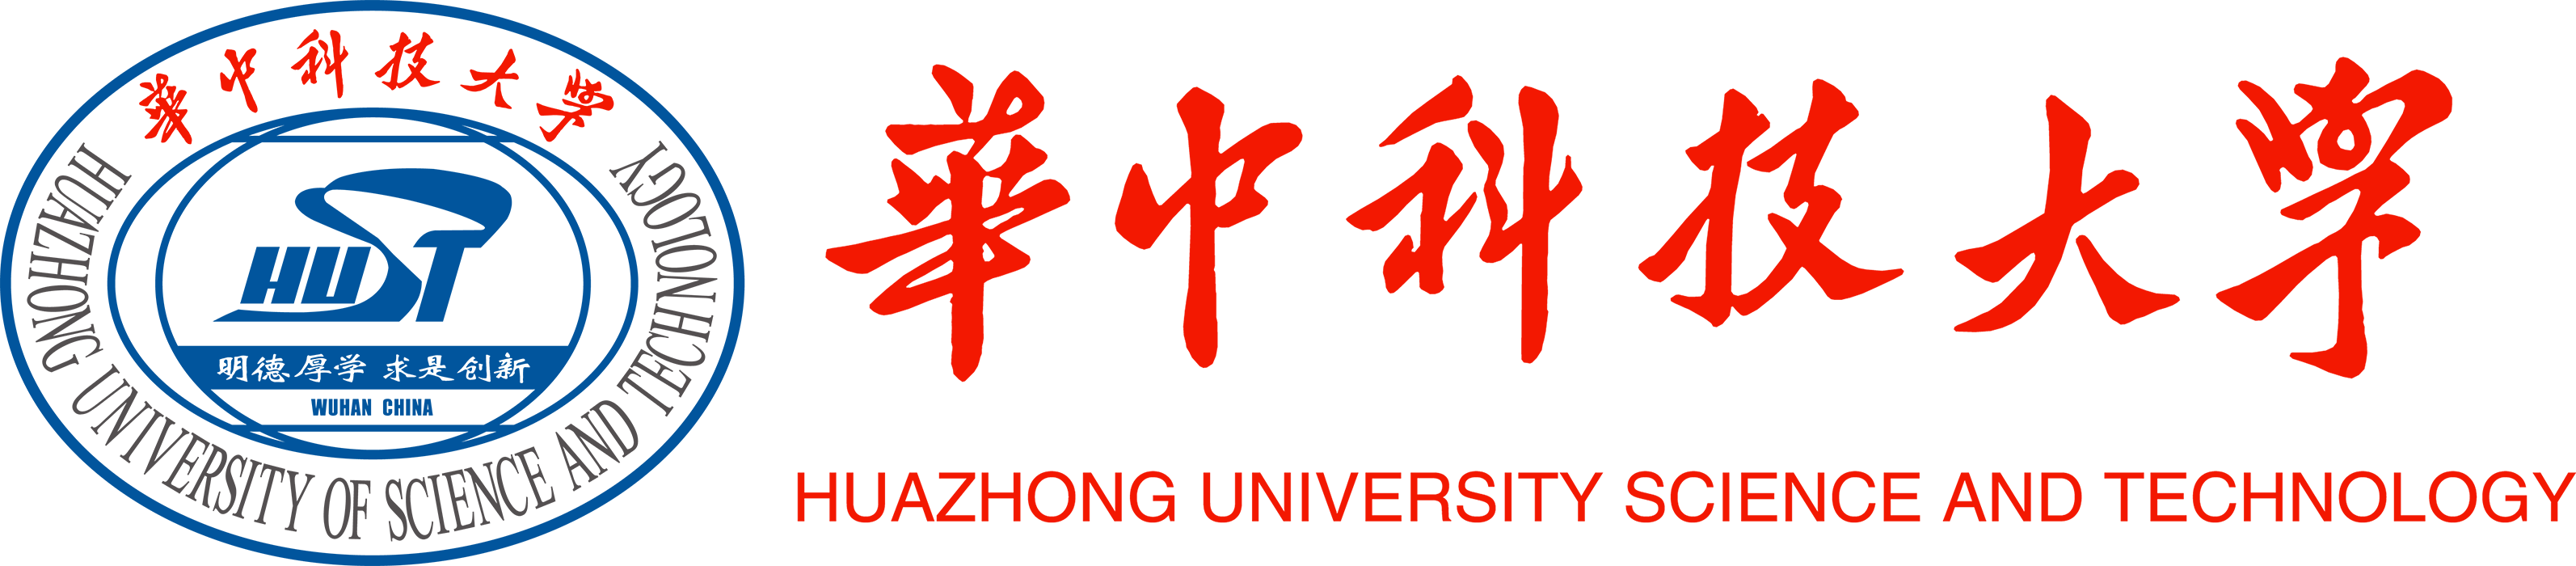 華中科技大学
HUAZHONG UNIVERSITY OF SCIENCE AND TECHNOLOGY
HUST
明德厚学 求是创新
WUHAN CHINA
華中科技大学
HUAZHONG UNIVERSITY SCIENCE AND TECHNOLOGY